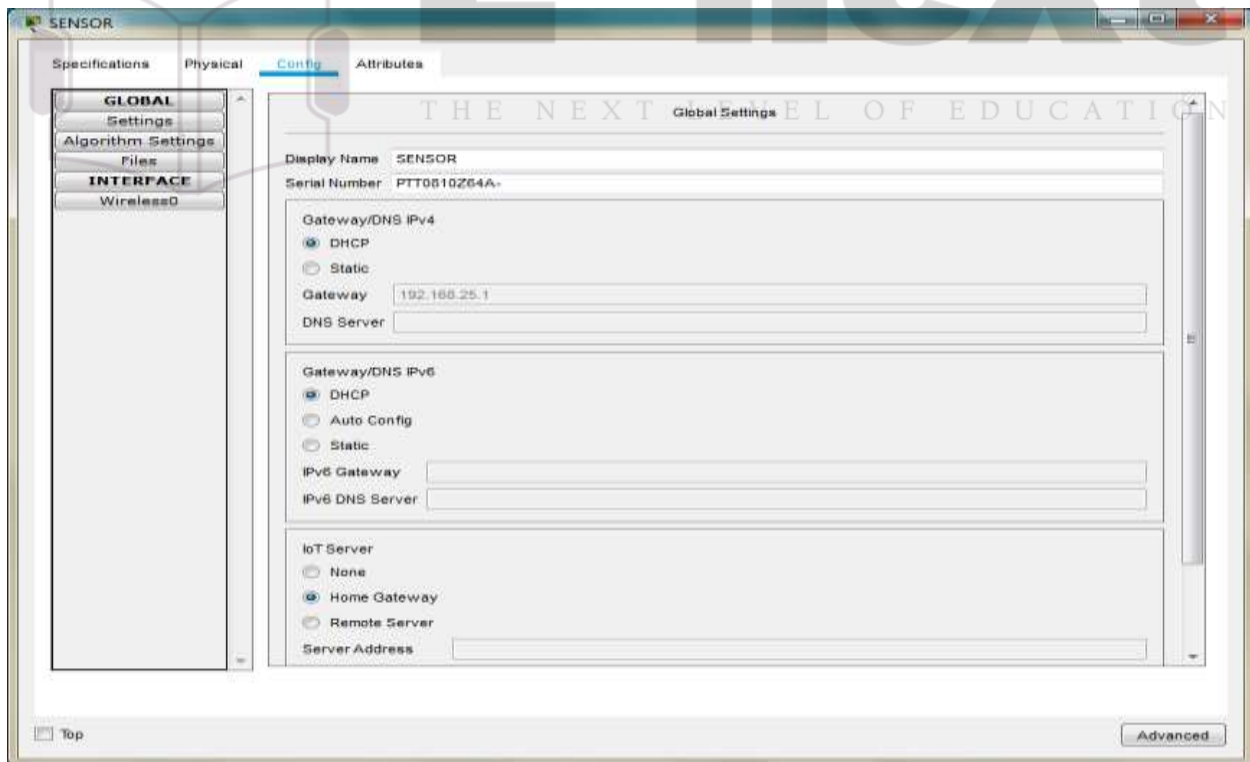 SENSOR
Specifications Physical Config Attributes
GLOBAL
Settings
Algorithm Settings
Files
INTERFACE
Wireless0
THE NEXT LEVEL OF EDUCATION
Global Settings
Display Name SENSOR
Serial Number PTT0810Z64A-
Gateway/DNS IPv4
DHCP
Static
Gateway 192.168.25.1
DNS Server
Gateway/DNS IPv6
DHCP
Auto Config
Static
IPv6 Gateway
IPv6 DNS Server
IoT Server
None
Home Gateway
Remote Server
Server Address
Top
Advanced